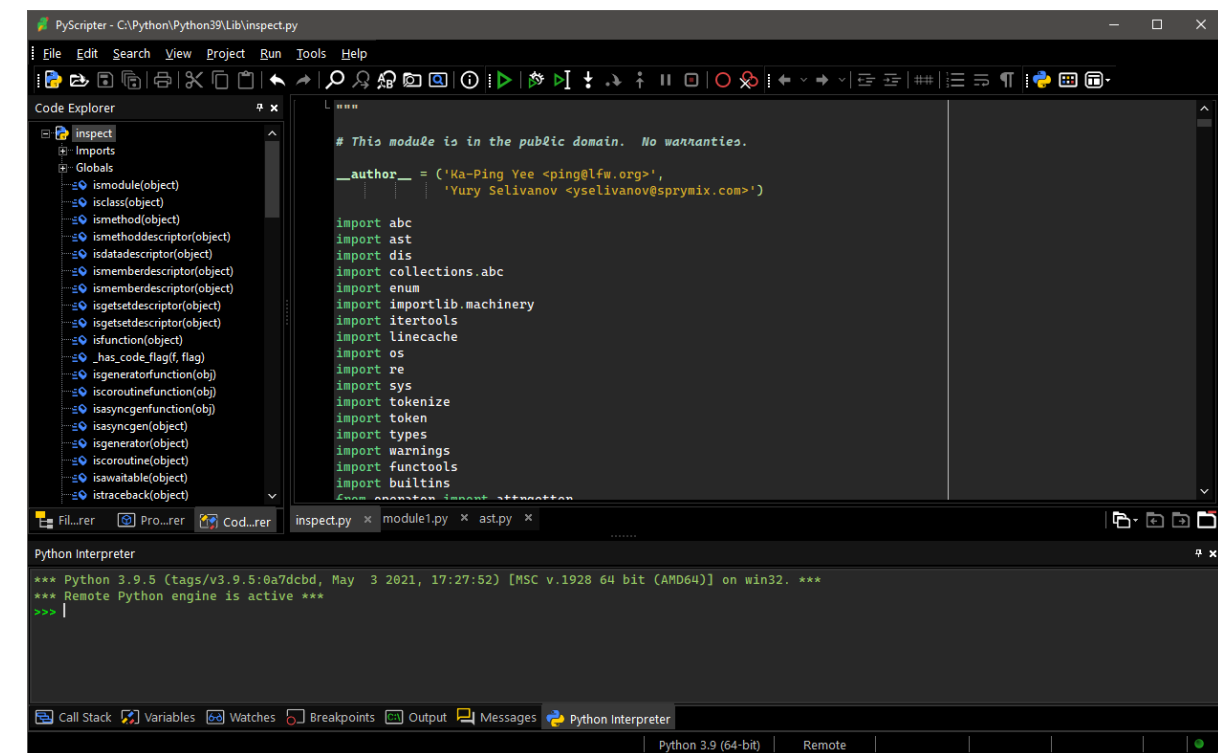 PyScripter - C:\Python\Python39\Lib\inspect.py
File Edit Search View Project Run Tools Help
Code Explorer
inspect
Imports
Globals
ismodule(object)
isclass(object)
ismethod(object)
ismethoddescriptor(object)
isdatadescriptor(object)
ismemberdescriptor(object)
ismemberdescriptor(object)
isgetsetdescriptor(object)
isgetsetdescriptor(object)
isfunction(object)
_has_code_flag(f, flag)
isgeneratorfunction(obj)
iscoroutinefunction(obj)
isasyncgenfunction(obj)
isasyncgen(object)
isgenerator(object)
iscoroutine(object)
isawaitable(object)
istraceback(object)
Fil...rer Pro...rer Cod...rer
"""
# This module is in the public domain.  No warranties.
__author__ = ('Ka-Ping Yee <ping@lfw.org>',
'Yury Selivanov <yselivanov@sprymix.com>')
import abc
import ast
import dis
import collections.abc
import enum
import importlib.machinery
import itertools
import linecache
import os
import re
import sys
import tokenize
import token
import types
import warnings
import functools
import builtins
from operator import attrgetter
inspect.py × module1.py × ast.py ×
Python Interpreter
*** Python 3.9.5 (tags/v3.9.5:0a7dcbd, May  3 2021, 17:27:52) [MSC v.1928 64 bit (AMD64)] on win32. ***
*** Remote Python engine is active ***
>>>
Call Stack Variables Watches Breakpoints Output Messages Python Interpreter
Python 3.9 (64-bit) Remote